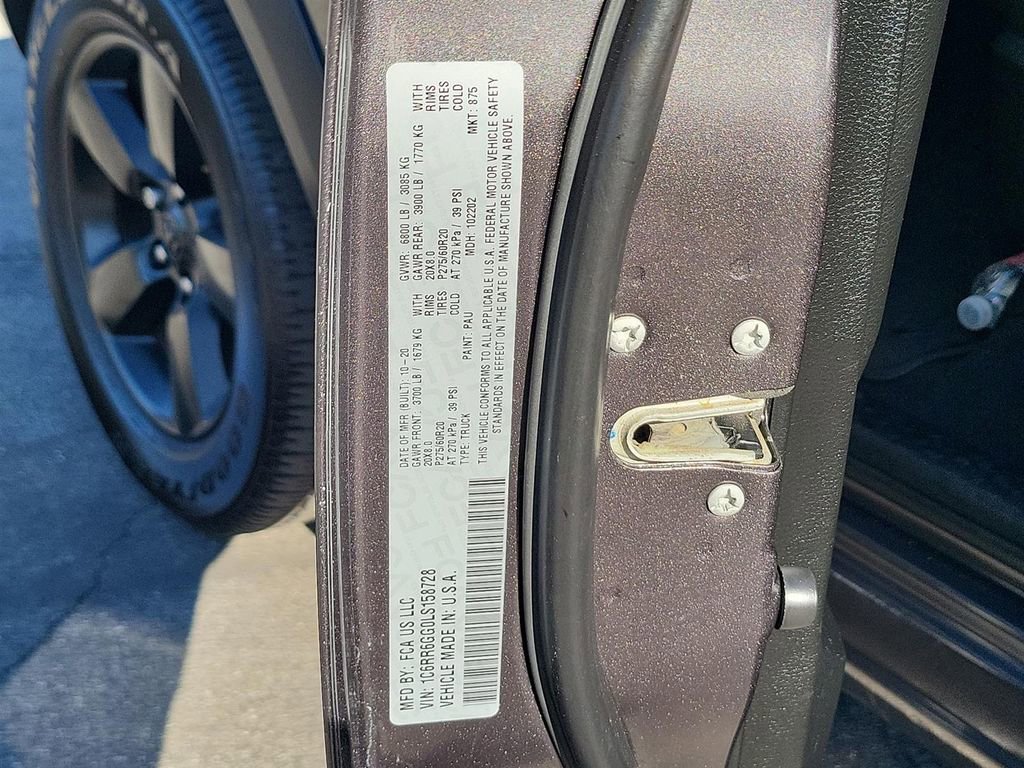 MFD BY: FCA US LLC
VIN: 1C6RR6GG0LS158728
VEHICLE MADE IN: U.S.A.
DATE OF MFR (BUILT): 10-20 GVWR: 6800 LB / 3085 KG
GAWR FRONT: 3700 LB / 1679 KG WITH GAWR REAR: 3900 LB / 1770 KG WITH
20X8.0 RIMS 20X8.0 RIMS
P275/60R20 TIRES P275/60R20 TIRES
AT 270 kPa / 39 PSI COLD AT 270 kPa / 39 PSI COLD
TYPE: TRUCK PAINT: PAU MDH: 102202 MKT: 875
THIS VEHICLE CONFORMS TO ALL APPLICABLE U.S.A. FEDERAL MOTOR VEHICLE SAFETY
STANDARDS IN EFFECT ON THE DATE OF MANUFACTURE SHOWN ABOVE.